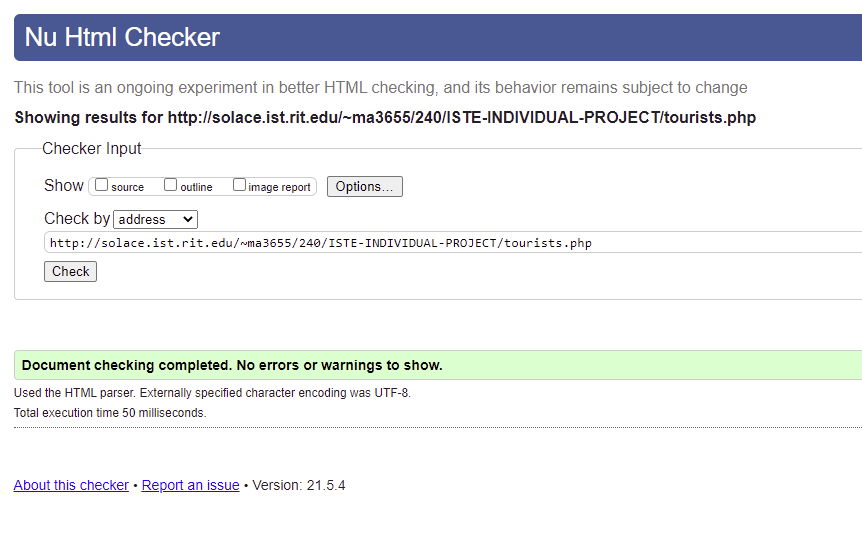 Nu Html Checker
This tool is an ongoing experiment in better HTML checking, and its behavior remains subject to change
Showing results for http://solace.ist.rit.edu/~ma3655/240/ISTE-INDIVIDUAL-PROJECT/tourists.php
Checker Input
Show source outline image report Options...
Check by address
http://solace.ist.rit.edu/~ma3655/240/ISTE-INDIVIDUAL-PROJECT/tourists.php
Check
Document checking completed. No errors or warnings to show.
Used the HTML parser. Externally specified character encoding was UTF-8.
Total execution time 50 milliseconds.
About this checker • Report an issue • Version: 21.5.4